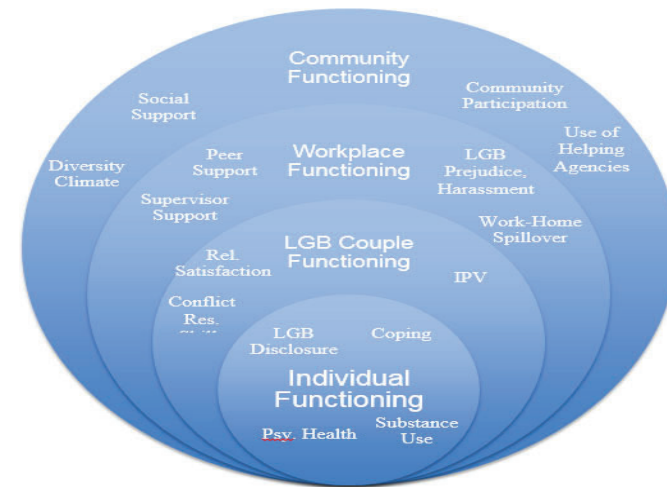 Community
Functioning
Social
Support
Community
Participation
Diversity
Climate
Use of
Helping
Agencies
Peer
Support
Workplace
Functioning
LGB
Prejudice,
Harassment
Supervisor
Support
Work-Home
Spillover
LGB Couple
Functioning
Rel.
Satisfaction
IPV
Conflict
Res.
LGB
Disclosure
Coping
Individual
Functioning
Psy. Health
Substance
Use